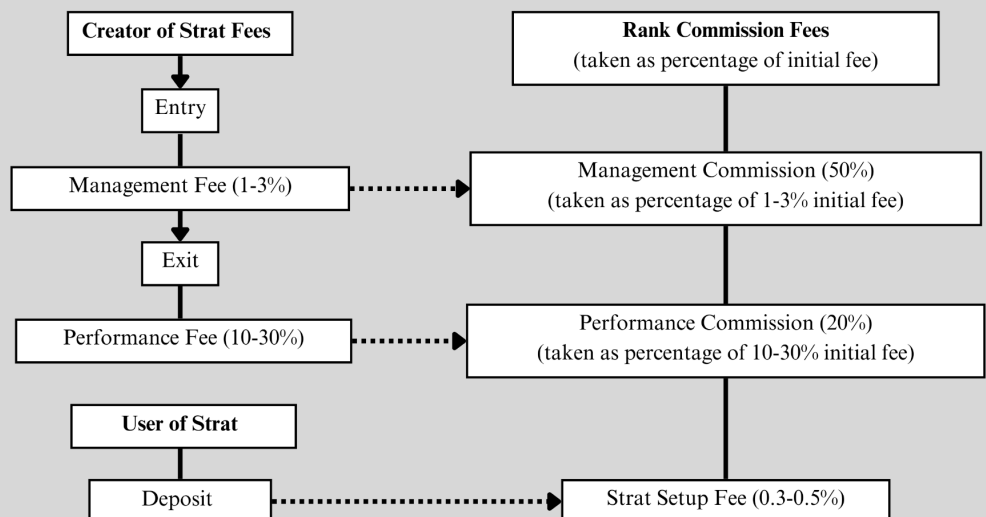 Creator of Strat Fees
Entry
Management Fee (1-3%)
Exit
Performance Fee (10-30%)
User of Strat
Deposit
Rank Commission Fees
(taken as percentage of initial fee)
Management Commission (50%)
(taken as percentage of 1-3% initial fee)
Performance Commission (20%)
(taken as percentage of 10-30% initial fee)
Strat Setup Fee (0.3-0.5%)